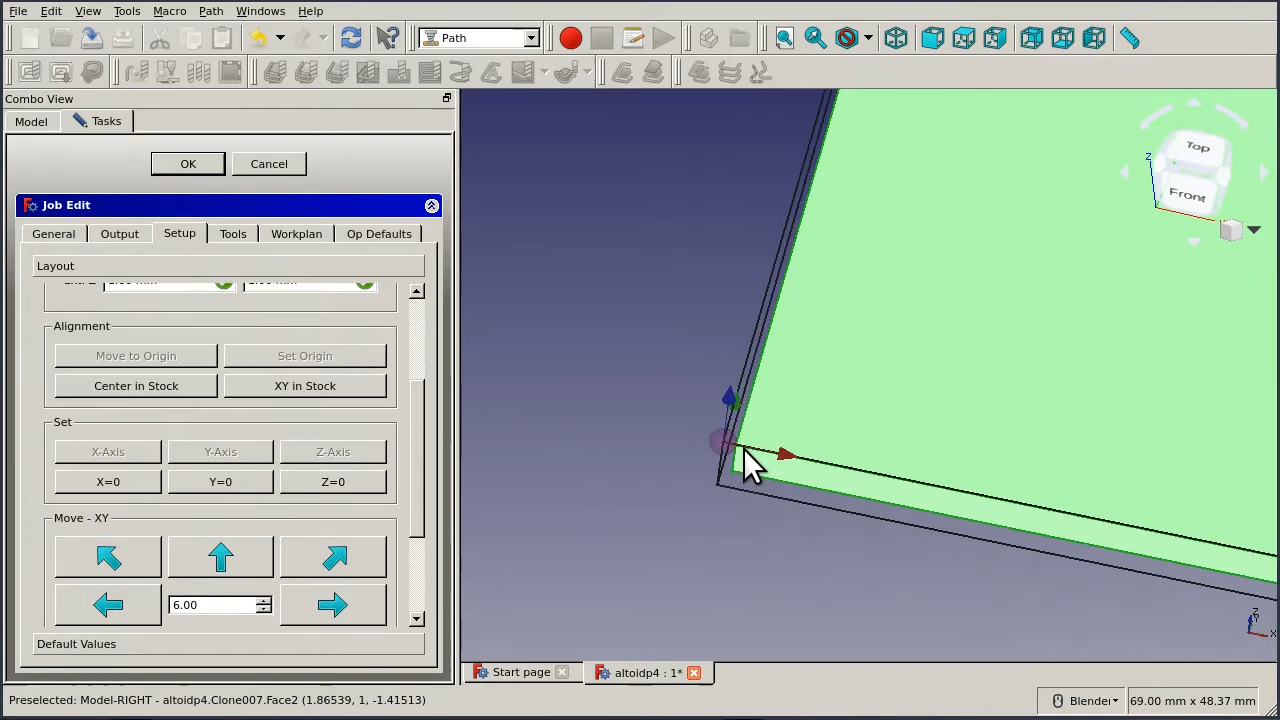 File Edit View Tools Macro Path Windows Help
Path
Combo View
Model Tasks
OK Cancel
Job Edit
General Output Setup Tools Workplan Op Defaults
Layout
Alignment
Move to Origin Set Origin
Center in Stock XY in Stock
Set
X-Axis Y-Axis Z-Axis
X=0 Y=0 Z=0
Move - XY
6.00
Default Values
Top
Front
Z
Z
Y
X
Start page altoidp4 : 1*
Preselected: Model-RIGHT - altoidp4.Clone007.Face2 (1.86539, 1, -1.41513) Blender 69.00 mm x 48.37 mm